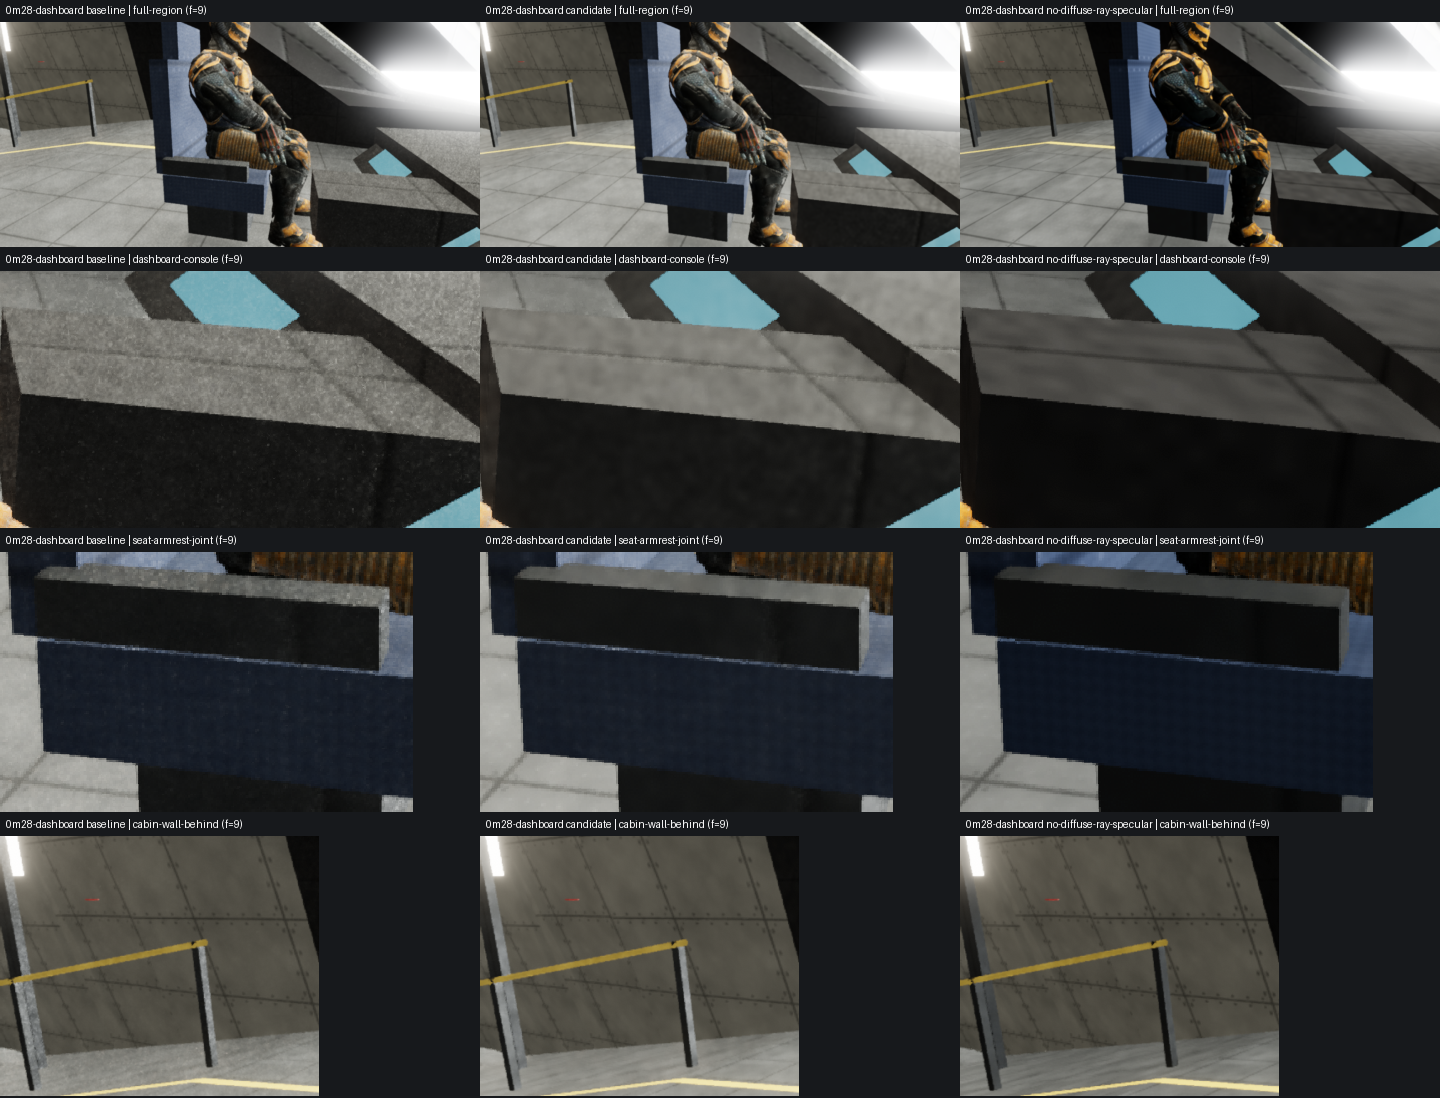 0m28-dashboard baseline | full-region (f=9)
0m28-dashboard candidate | full-region (f=9)
0m28-dashboard no-diffuse-ray-specular | full-region (f=9)
0m28-dashboard baseline | dashboard-console (f=9)
0m28-dashboard candidate | dashboard-console (f=9)
0m28-dashboard no-diffuse-ray-specular | dashboard-console (f=9)
0m28-dashboard baseline | seat-armrest-joint (f=9)
0m28-dashboard candidate | seat-armrest-joint (f=9)
0m28-dashboard no-diffuse-ray-specular | seat-armrest-joint (f=9)
0m28-dashboard baseline | cabin-wall-behind (f=9)
0m28-dashboard candidate | cabin-wall-behind (f=9)
0m28-dashboard no-diffuse-ray-specular | cabin-wall-behind (f=9)